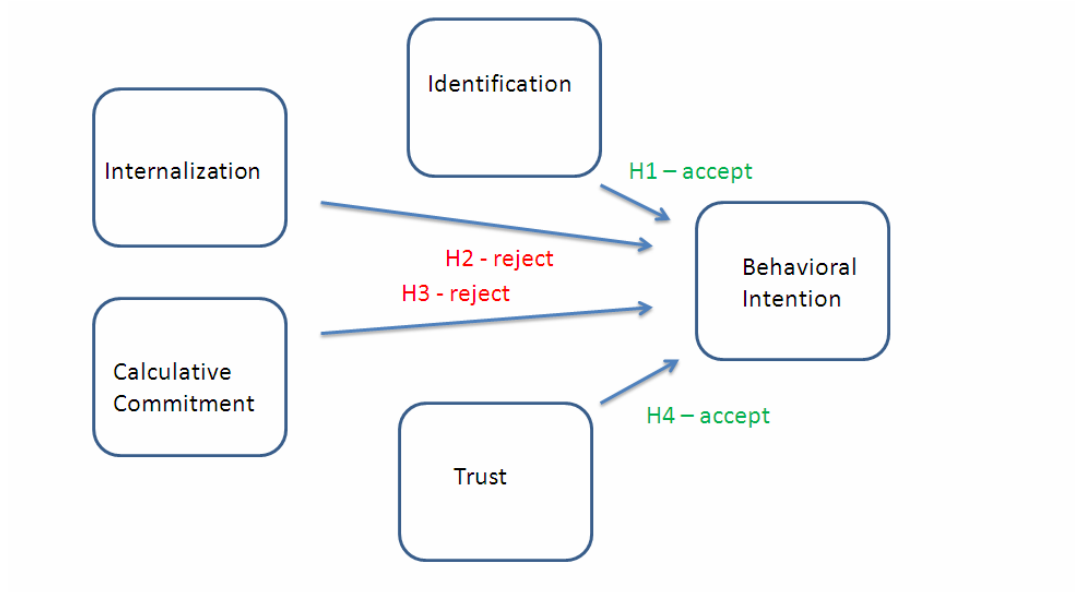 Identification
Internalization
H1 – accept
H2 - reject
Behavioral
Intention
H3 - reject
Calculative
Commitment
H4 – accept
Trust